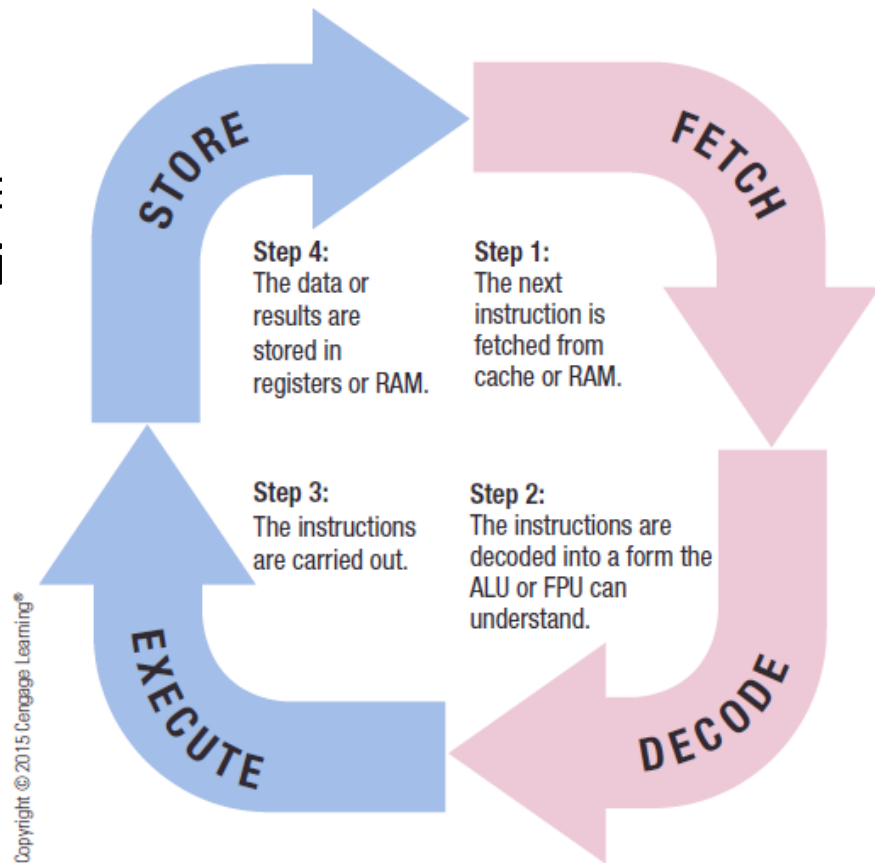 STORE
FETCH
Step 4:
The data or
results are
stored in
registers or RAM.
Step 1:
The next
instruction is
fetched from
cache or RAM.
Step 3:
The instructions
are carried out.
Step 2:
The instructions are
decoded into a form the
ALU or FPU can
understand.
EXECUTE
DECODE
Copyright © 2015 Cengage Learning®